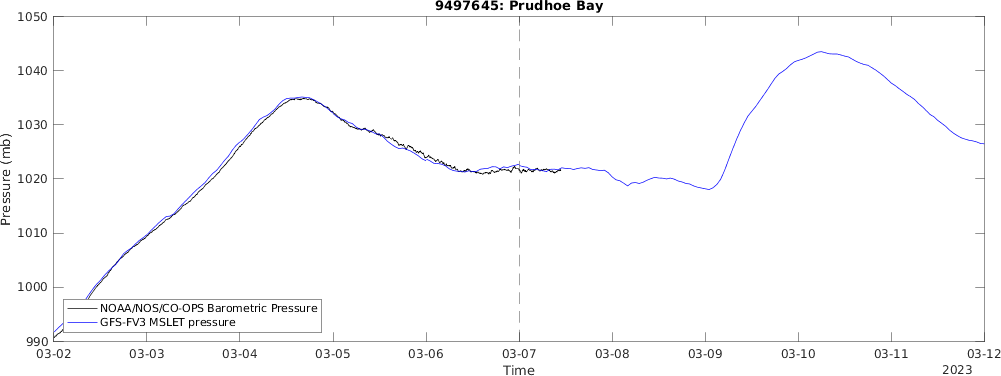 9497645: Prudhoe Bay
1050
1040
1030
1020
1010
1000
990
Pressure (mb)
NOAA/NOS/CO-OPS Barometric Pressure
GFS-FV3 MSLET pressure
03-02 03-03 03-04 03-05 03-06 03-07 03-08 03-09 03-10 03-11 03-12
Time
2023